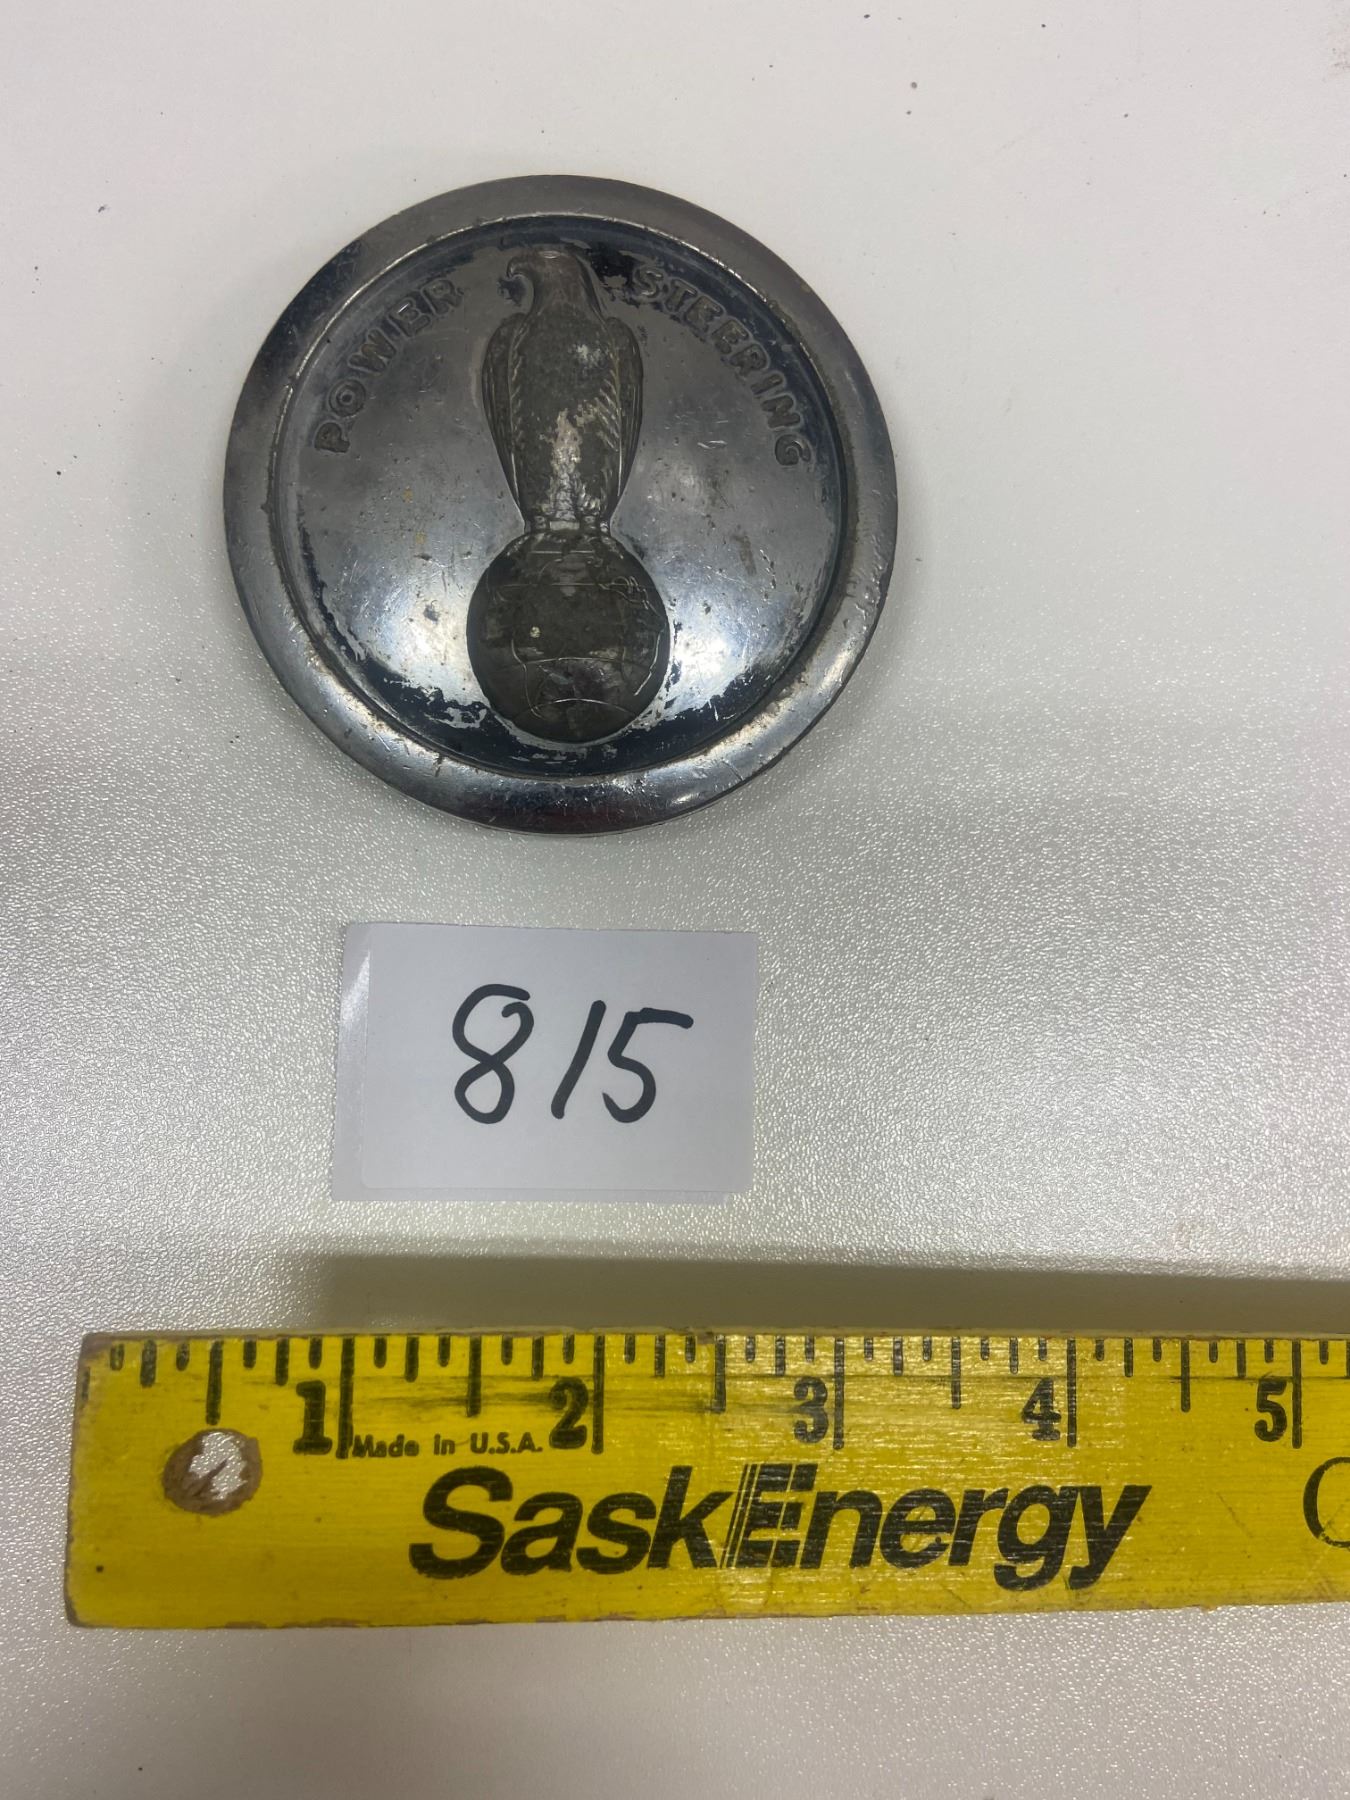 POWER STEERING
815
1 2 3 4 5
Made in U.S.A.
SaskEnergy